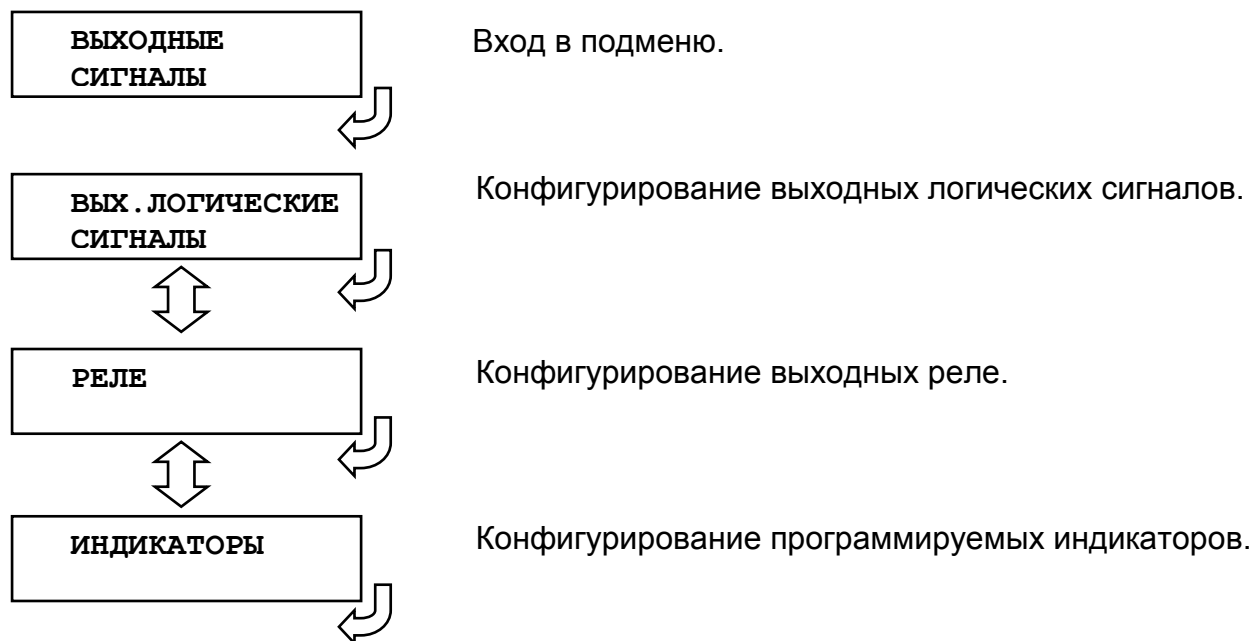 ВЫХОДНЫЕ
СИГНАЛЫ
Вход в подменю.
ВЫХ.ЛОГИЧЕСКИЕ
СИГНАЛЫ
Конфигурирование выходных логических сигналов.
РЕЛЕ
Конфигурирование выходных реле.
ИНДИКАТОРЫ
Конфигурирование программируемых индикаторов.